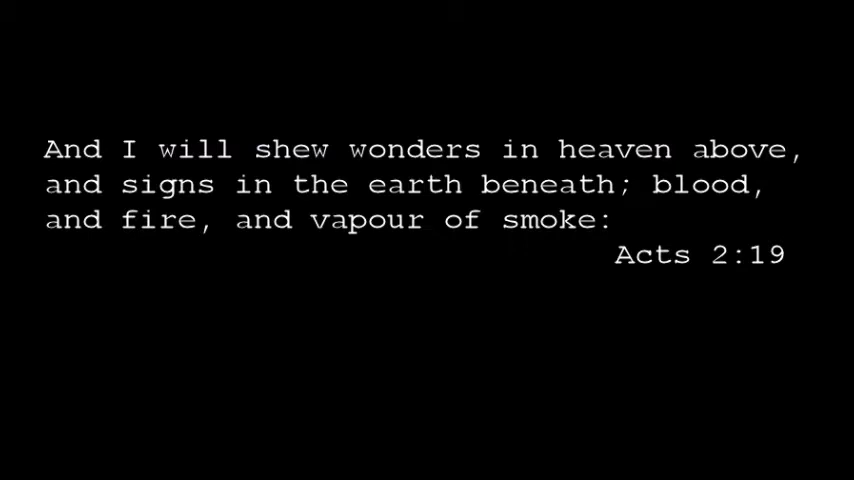 And I will shew wonders in heaven above,
and signs in the earth beneath; blood,
and fire, and vapour of smoke:
Acts 2:19